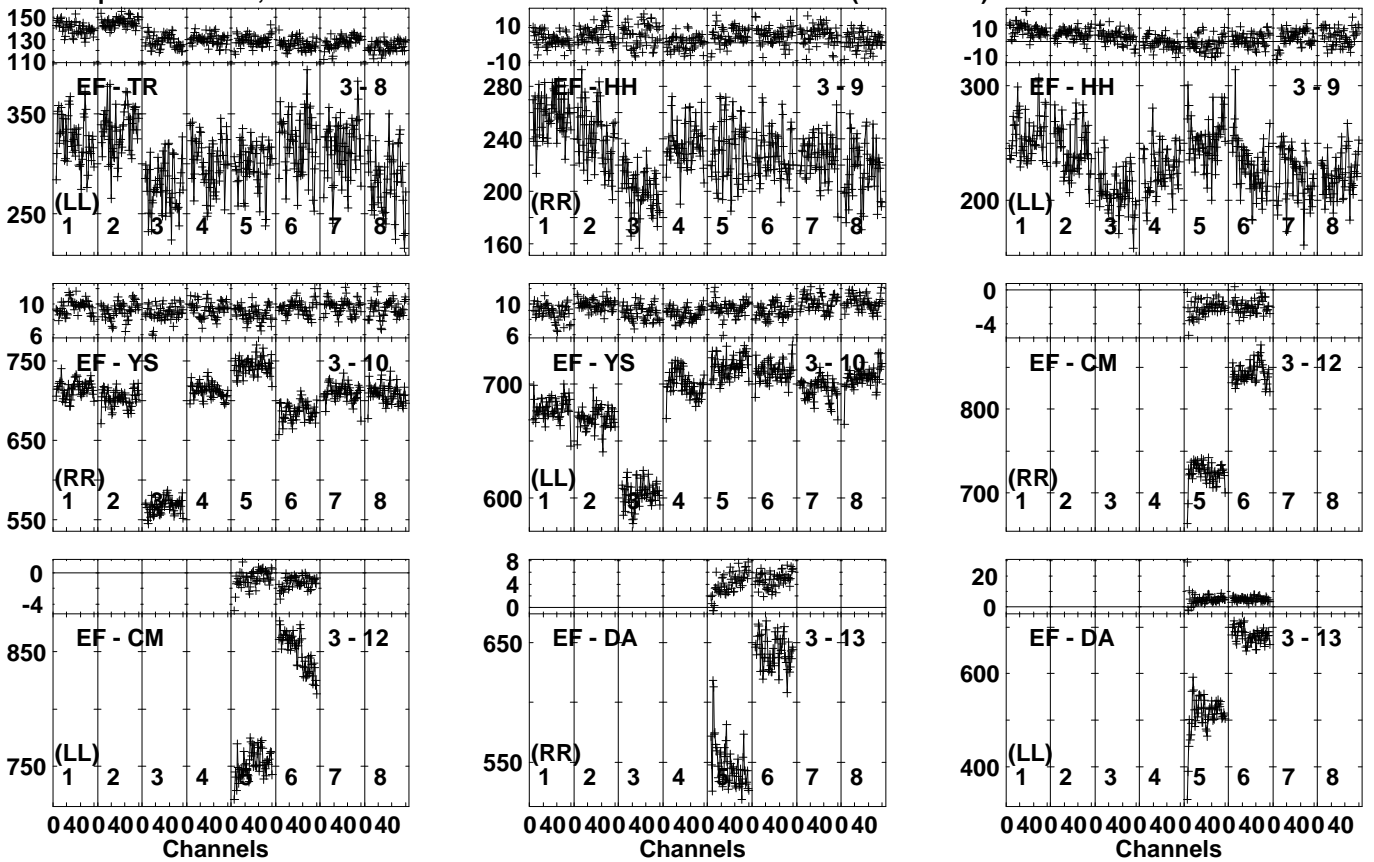 150
130
110
EF - TR 3 - 8
350
250
(LL)
1 2 3 4 5 6 7 8
10
-10
EF - HH 3 - 9
280
240
200
160
(RR)
1 2 3 4 5 6 7 8
10
-10
EF - HH 3 - 9
300
200
(LL)
1 2 3 4 5 6 7 8
10
6
EF - YS 3 - 10
750
650
550
(RR)
1 2 3 4 5 6 7 8
10
6
EF - YS 3 - 10
700
600
(LL)
1 2 3 4 5 6 7 8
0
-4
EF - CM 3 - 12
800
700
(RR)
1 2 3 4 5 6 7 8
0
-4
EF - CM 3 - 12
850
750
(LL)
1 2 3 4 5 6 7 8
0 40 0 40 0 40 0 40 0 40 0 40 0 40 0 40
Channels
8
4
0
EF - DA 3 - 13
650
550
(RR)
1 2 3 4 5 6 7 8
0 40 0 40 0 40 0 40 0 40 0 40 0 40 0 40
Channels
20
0
EF - DA 3 - 13
600
400
(LL)
1 2 3 4 5 6 7 8
0 40 0 40 0 40 0 40 0 40 0 40 0 40 0 40
Channels